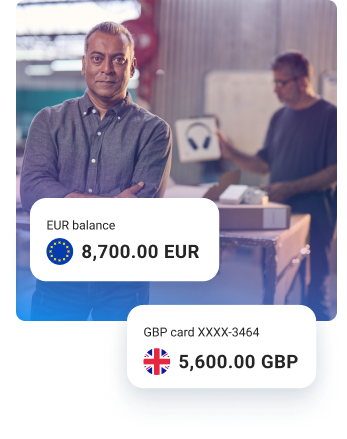 EUR balance
8,700.00 EUR
GBP card XXXX-3464
5,600.00 GBP